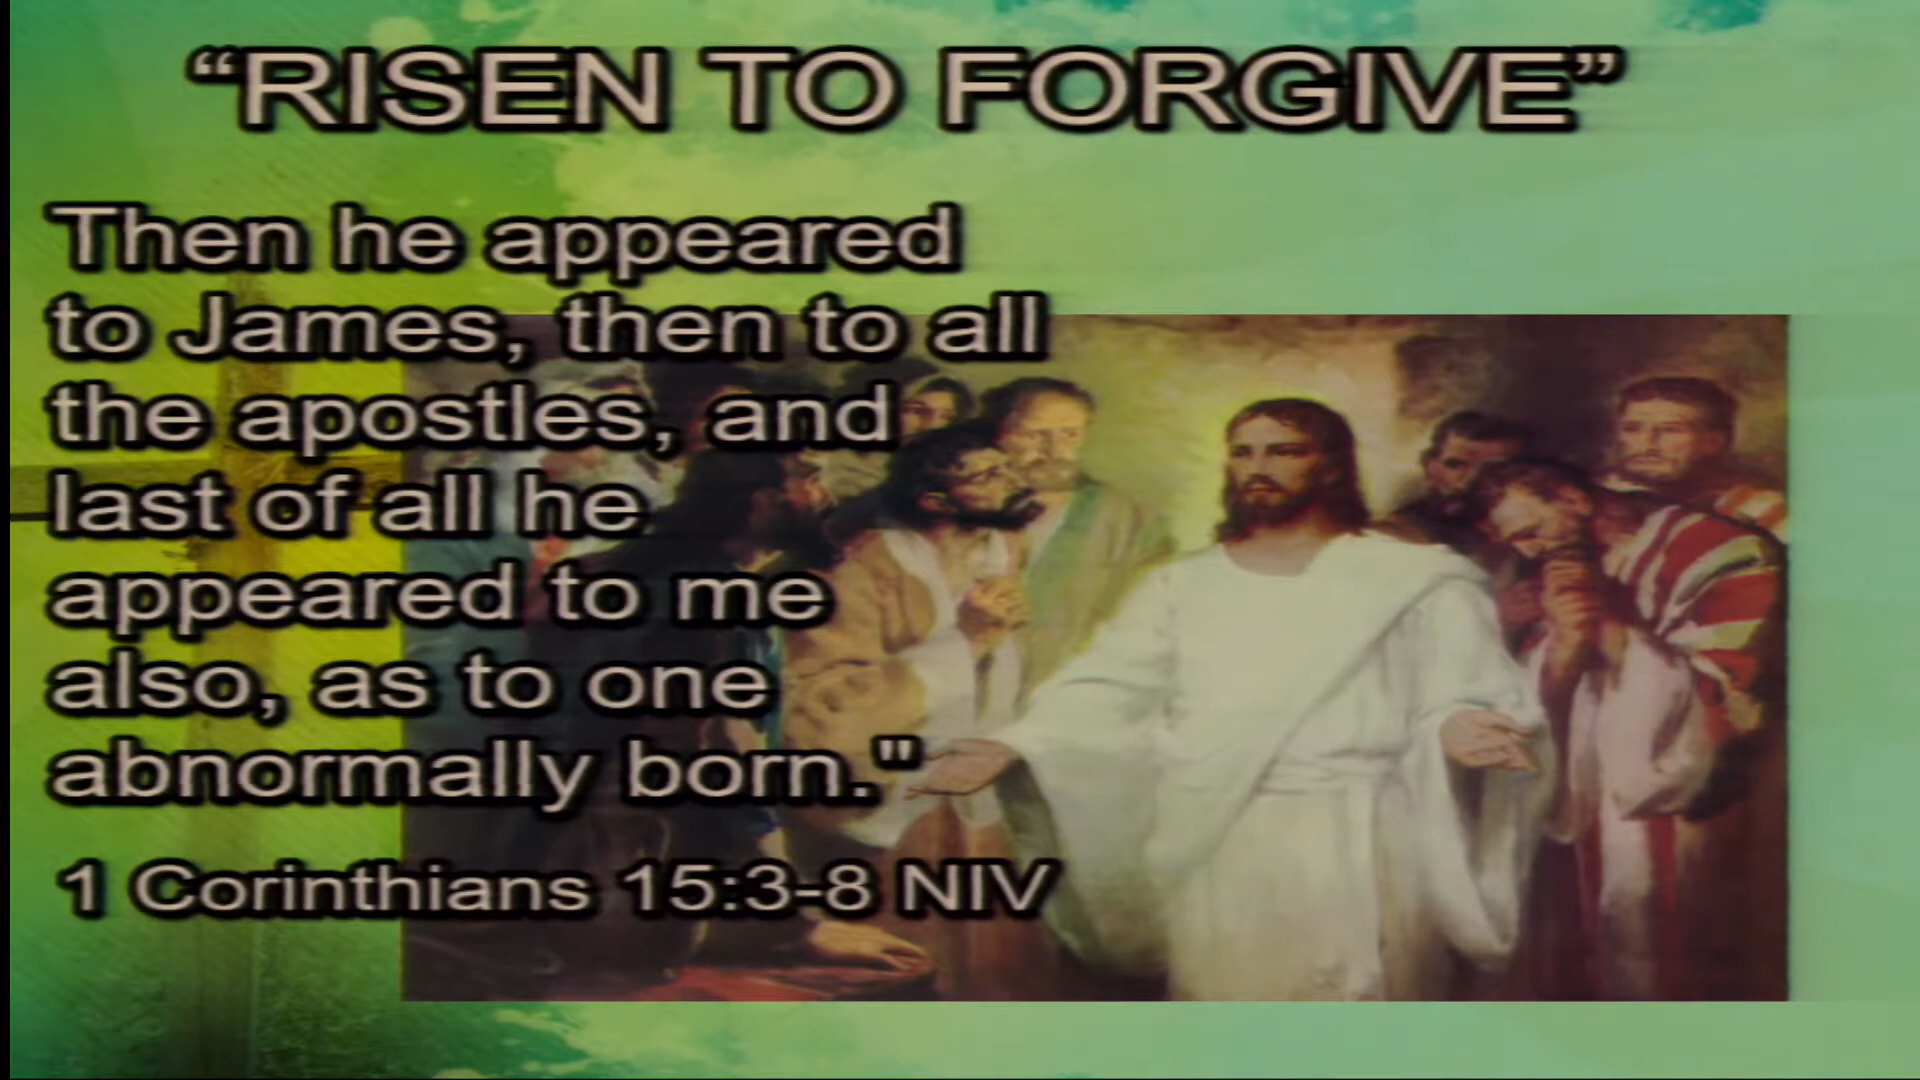 “RISEN TO FORGIVE”
Then he appeared
to James, then to all
the apostles, and
last of all he
appeared to me
also, as to one
abnormally born."
1 Corinthians 15:3-8 NIV